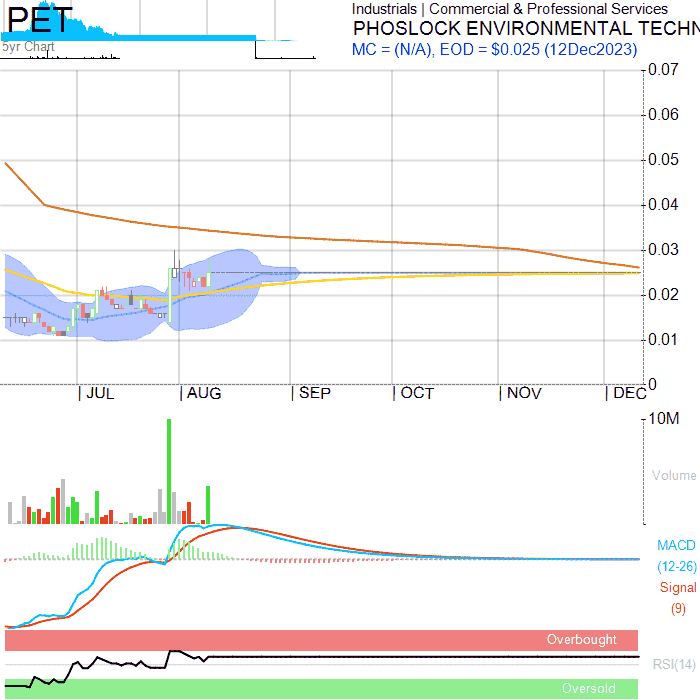 PET
5yr Chart
Industrials | Commercial & Professional Services
PHOSLOCK ENVIRONMENTAL TECHN
MC = (N/A), EOD = $0.025 (12Dec2023)
0.07
0.06
0.05
0.04
0.03
0.02
0.01
0
JUL AUG SEP OCT NOV DEC
10M
Volume
MACD
(12-26)
Signal
(9)
Overbought
RSI(14)
Oversold